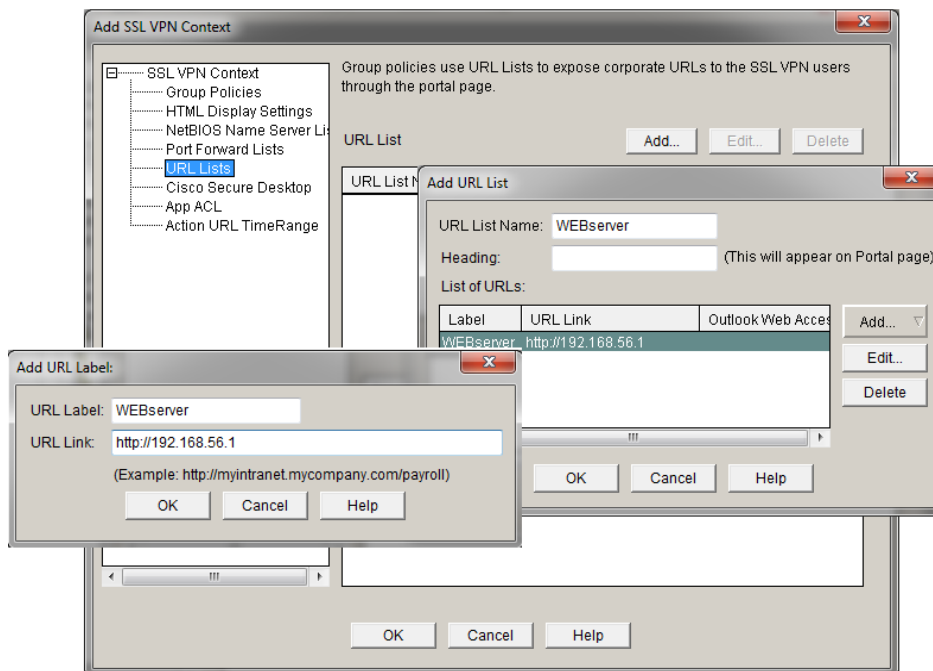 Add SSL VPN Context
SSL VPN Context
Group Policies
HTML Display Settings
NetBIOS Name Server Li
Port Forward Lists
URL Lists
Cisco Secure Desktop
App ACL
Action URL TimeRange
Group policies use URL Lists to expose corporate URLs to the SSL VPN users
through the portal page.
URL List
Add...
Edit...
Delete
URL List N
Add URL List
URL List Name: WEBserver
Heading: (This will appear on Portal page)
List of URLs:
Label URL Link Outlook Web Acces
WEBserver http://192.168.56.1
Add...
Edit...
Delete
OK Cancel Help
Add URL Label:
URL Label: WEBserver
URL Link: http://192.168.56.1
(Example: http://myintranet.mycompany.com/payroll)
OK Cancel Help
OK Cancel Help